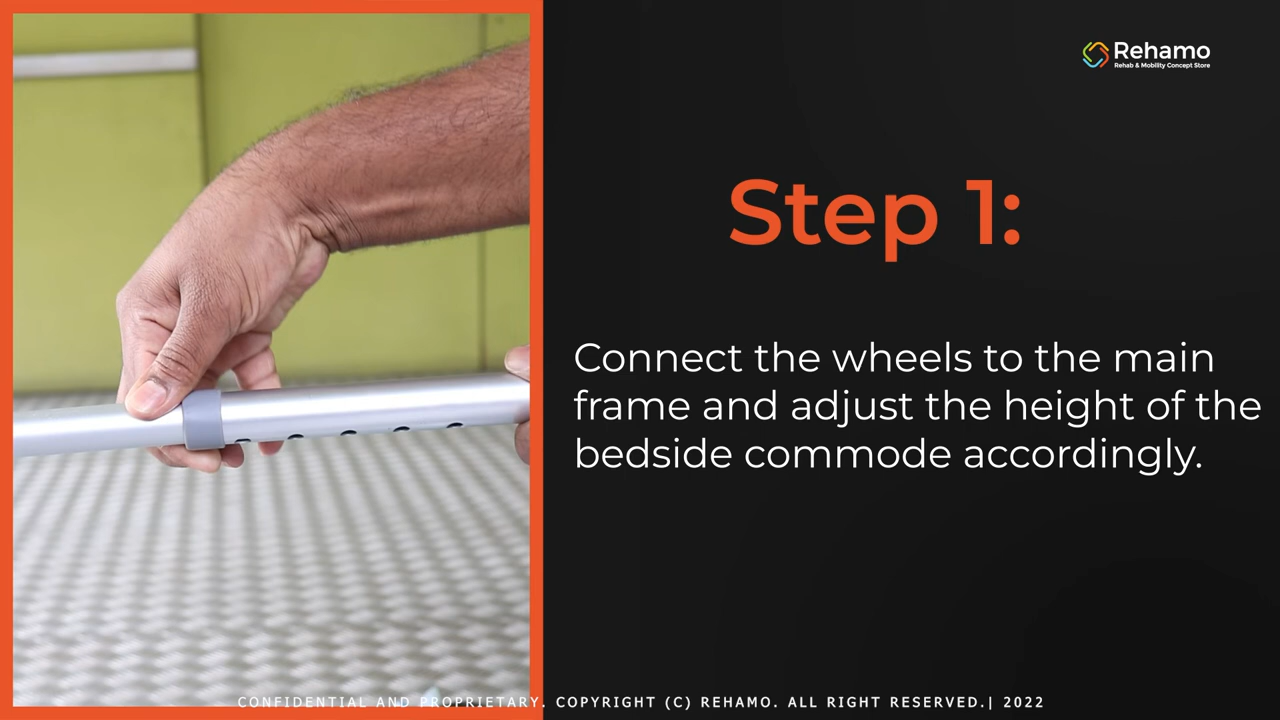 Rehamo
Rehab & Mobility Concept Store
Step 1:
Connect the wheels to the main
frame and adjust the height of the
bedside commode accordingly.
CONFIDENTIAL AND PROPRIETARY. COPYRIGHT (C) REHAMO. ALL RIGHT RESERVED.| 2022